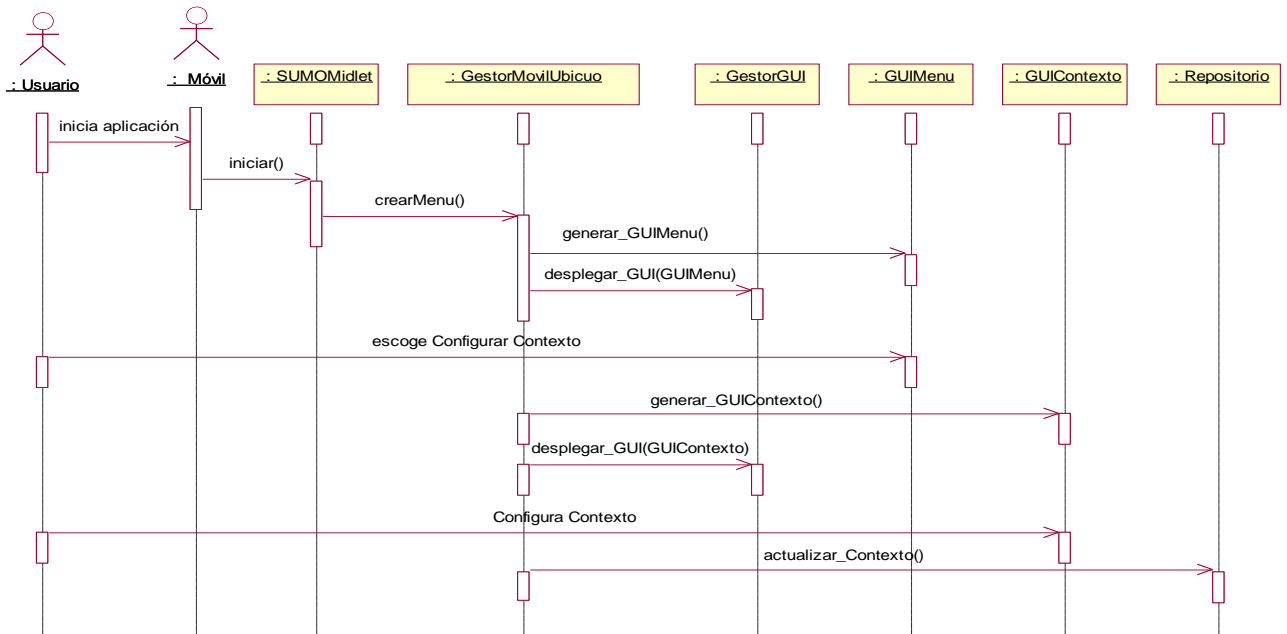 : Usuario
: Móvil
: SUMOMidlet
: GestorMovilUbicuo
: GestorGUI
: GUIMenu
: GUIContexto
: Repositorio
inicia aplicación
iniciar()
crearMenu()
generar_GUIMenu()
desplegar_GUI(GUIMenu)
escoge Configurar Contexto
generar_GUIContexto()
desplegar_GUI(GUIContexto)
Configura Contexto
actualizar_Contexto()